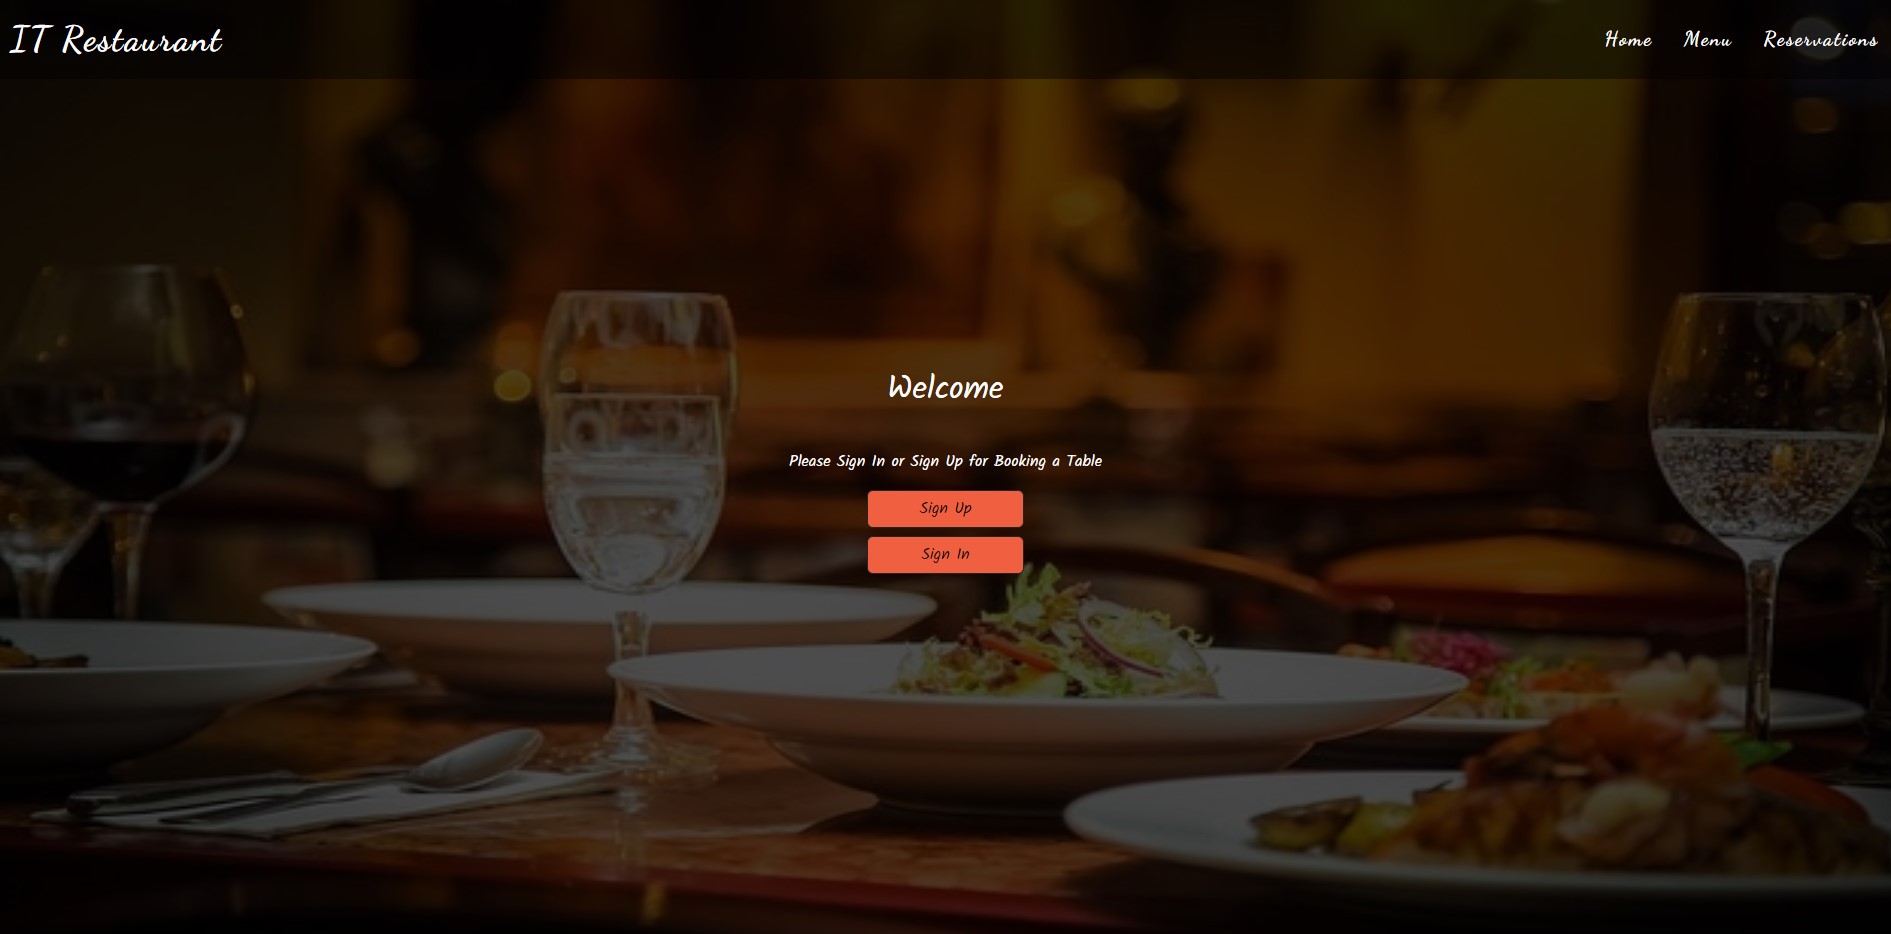 IT Restaurant
Home Menu Reservations
Welcome
Please Sign In or Sign Up for Booking a Table
Sign Up
Sign In